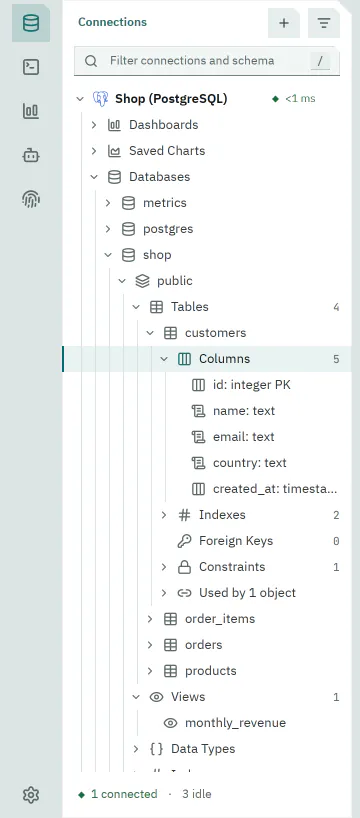 Connections
Filter connections and schema /
Shop (PostgreSQL) <1 ms
Dashboards
Saved Charts
Databases
metrics
postgres
shop
public
Tables 4
customers
Columns 5
id: integer PK
name: text
email: text
country: text
created_at: timesta...
Indexes 2
Foreign Keys 0
Constraints 1
Used by 1 object
order_items
orders
products
Views 1
monthly_revenue
{} Data Types
1 connected · 3 idle